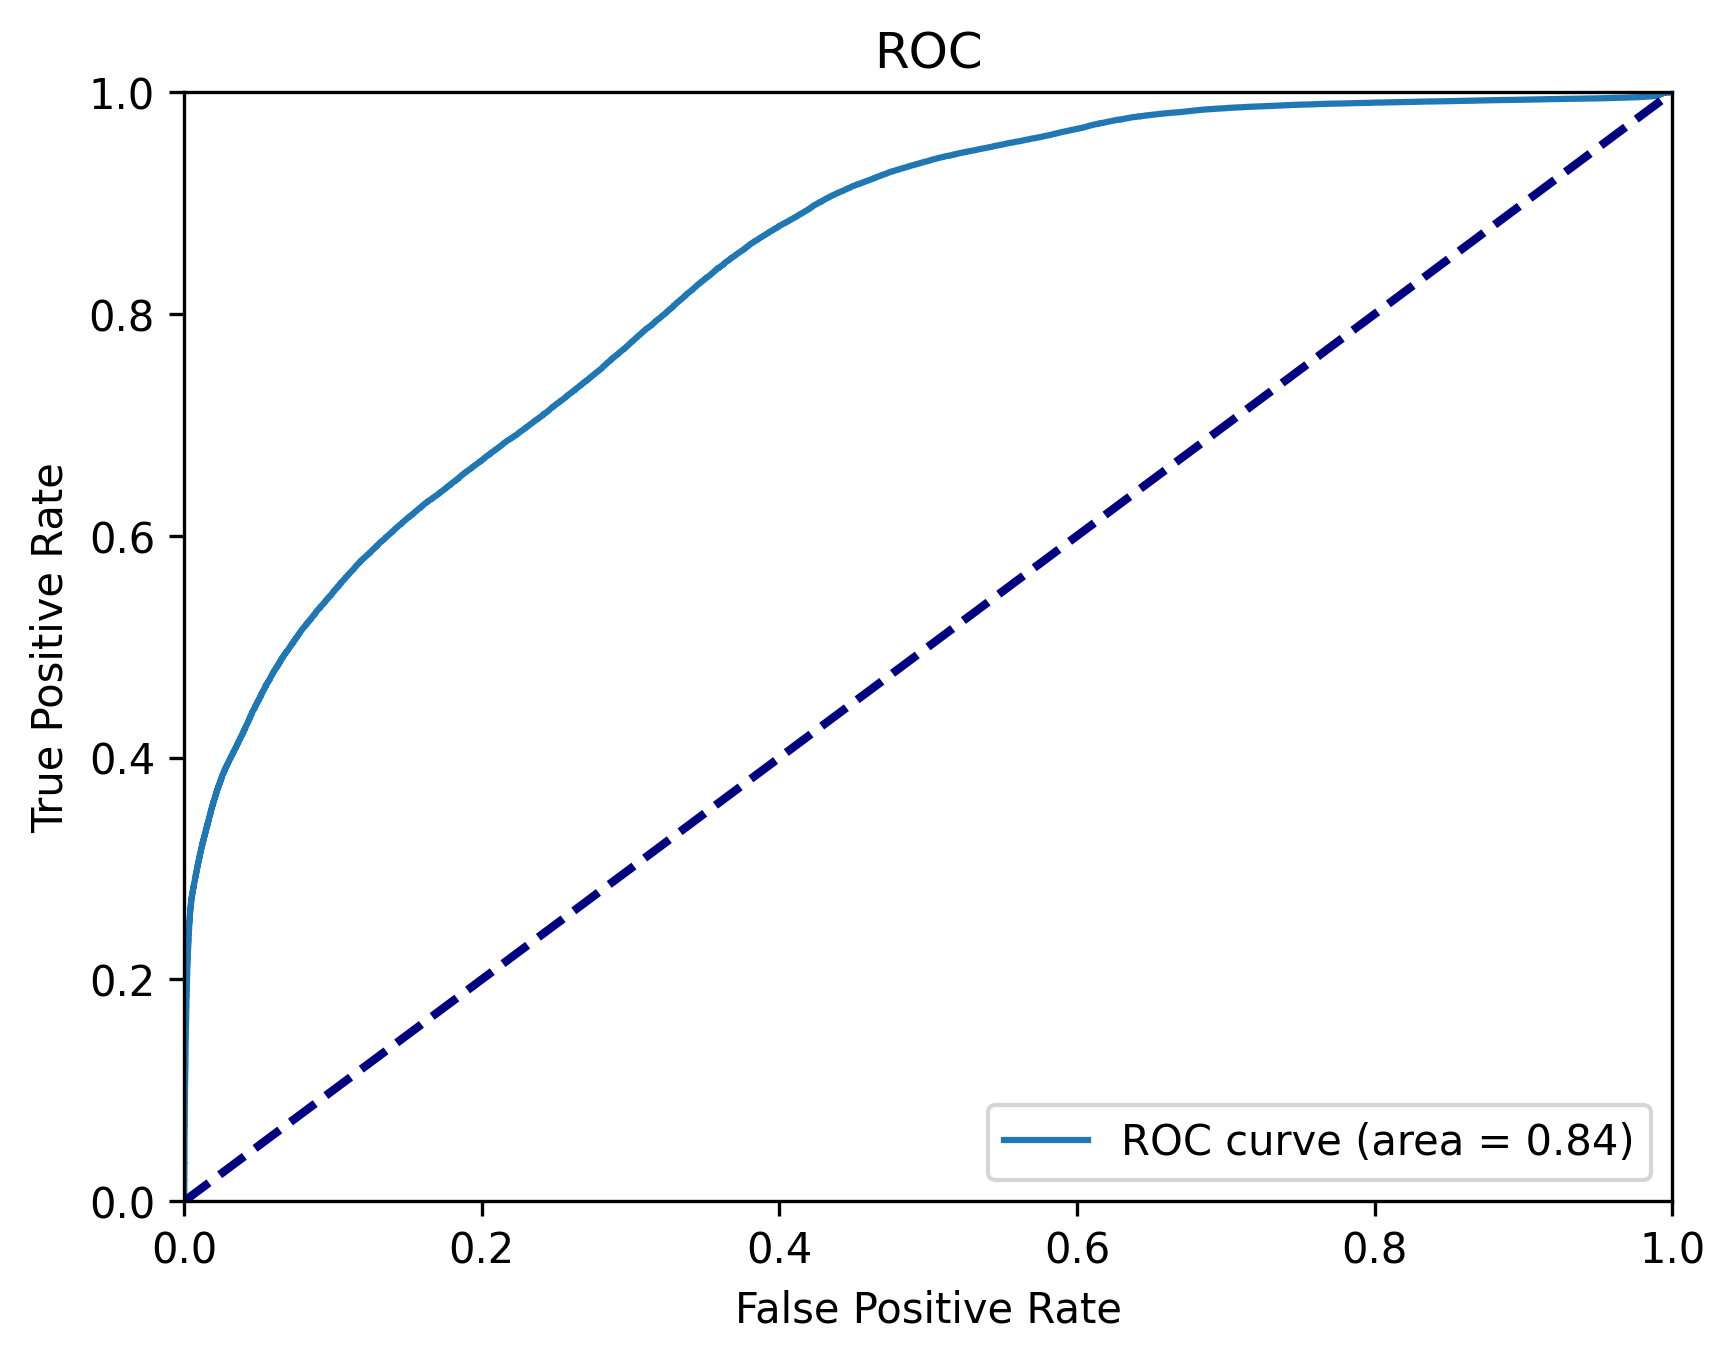 ROC
1.0
0.8
0.6
0.4
0.2
0.0
True Positive Rate
ROC curve (area = 0.84)
0.0 0.2 0.4 0.6 0.8 1.0
False Positive Rate